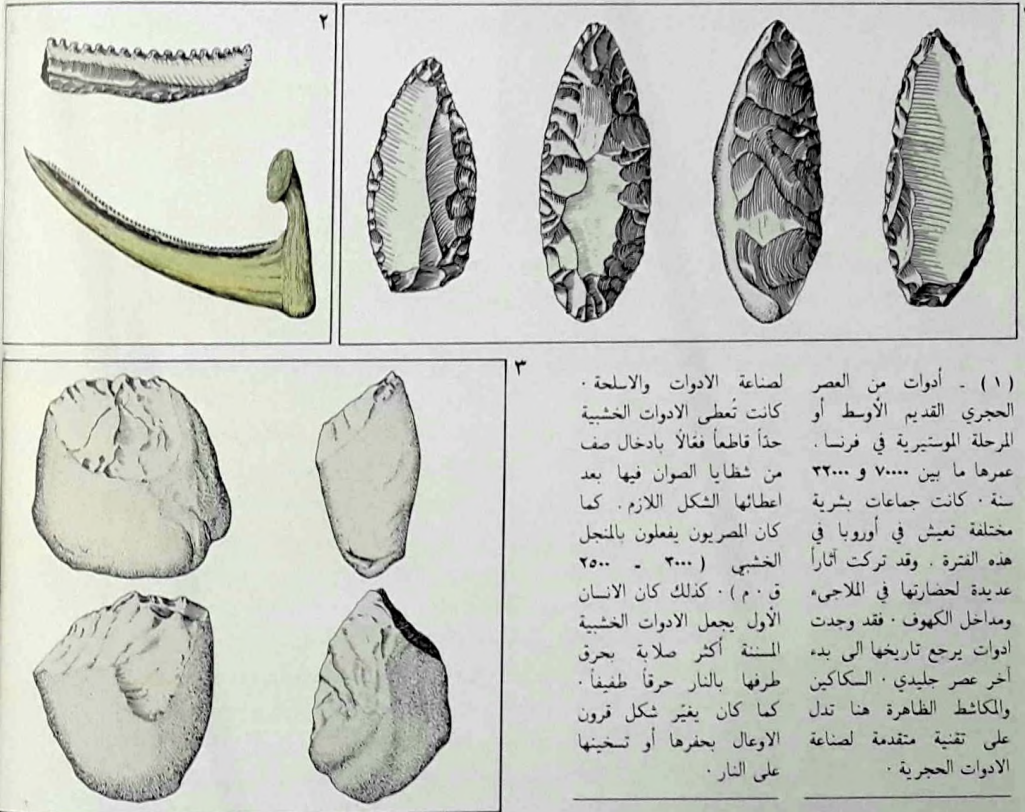 ٢
٣
(١) ـ أدوات من العصر
الحجري القديم الأوسط أو
المرحلة الموستيرية في فرنسا.
عمرها ما بين ٧٠٠٠٠ و ٣٢٠٠٠
سنة. كانت جماعات بشرية
مختلفة تعيش في أوروبا في
هذه الفترة. وقد تركت آثاراً
عديدة لحضارتها في الملاجىء
ومداخل الكهوف. فقد وجدت
ادوات يرجع تاريخها الى بدء
آخر عصر جليدي. السكاكين
والمكاشط الظاهرة هنا تدل
على تقنية متقدمة لصناعة
الادوات الحجرية.
لصناعة الادوات والاسلحة.
كانت تُعطى الادوات الخشبية
حدّاً قاطعاً فعّالاً بادخال صف
من شظايا الصوان فيها بعد
اعطائها الشكل اللازم. كما
كان المصريون يفعلون بالمنجل
الخشبي (٣٠٠٠ ـ ٢٥٠٠
ق.م). كذلك كان الانسان
الأول يجعل الادوات الخشبية
المسننة أكثر صلابة بحرق
طرفها بالنار حرقاً طفيفاً.
كما كان يغيّر شكل قرون
الاوعال بحفرها أو تسخينها
على النار.